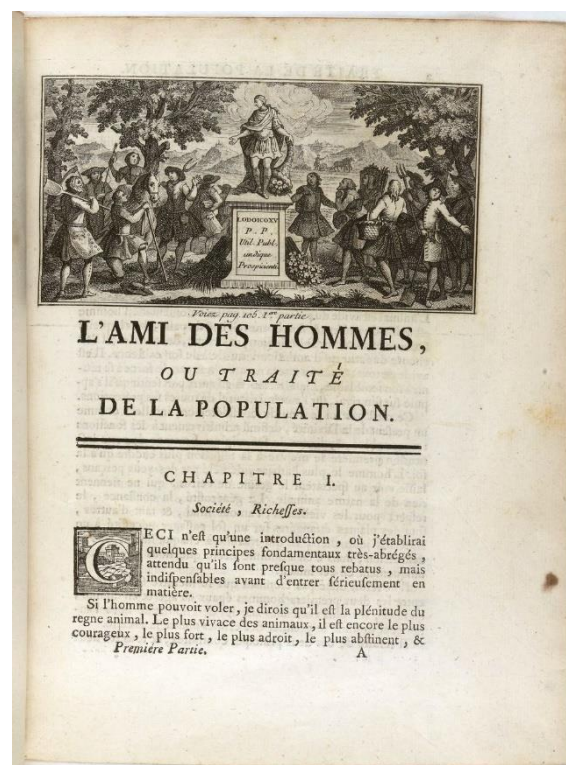 LODOICO XV
P. P.
Util. Publ.
undique
Prospicienti
Voiez pag. 106. 1.ere partie.
L'AMI DES HOMMES,
OU TRAITÉ
DE LA POPULATION.
CHAPITRE I.
Société, Richesses.
CECI n'est qu'une introduction, où j'établirai
quelques principes fondamentaux très-abrégés,
attendu qu'ils sont presque tous rebatus, mais
indispensables avant d'entrer sérieusement en
matière.
Si l'homme pouvoit voler, je dirois qu'il est la plénitude du
regne animal. Le plus vivace des animaux, il est encore le plus
courageux, le plus fort, le plus adroit, le plus abstinent, &
Premiére Partie. A